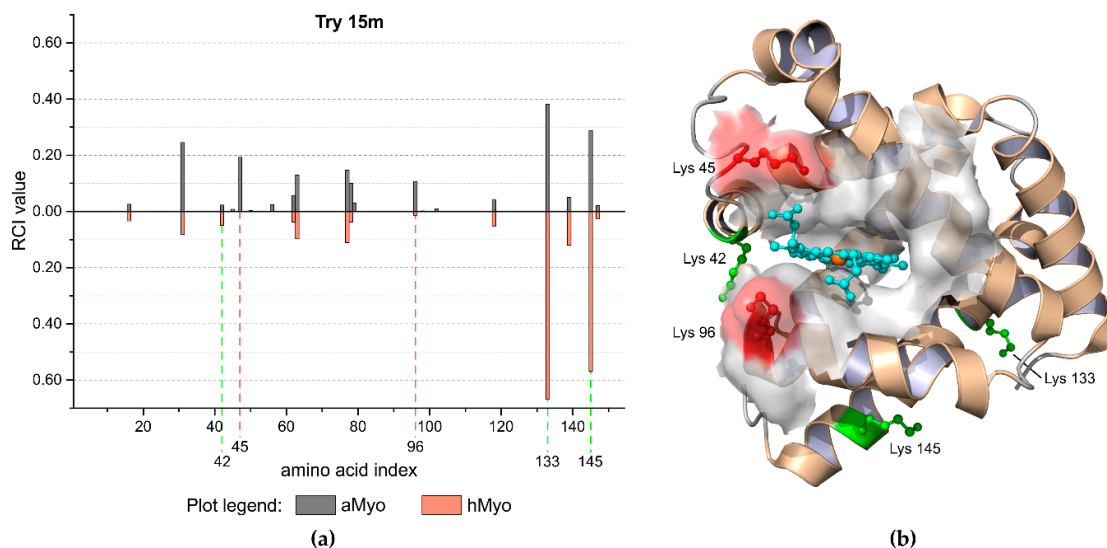 Try 15m
0.60
0.40
0.20
0.00
0.20
0.40
0.60
RCI value
20 40 60 80 100 120 140
42 45 96 133 145
amino acid index
Plot legend: aMyo hMyo
(a)
Lys 45
Lys 42
Lys 96
Lys 133
Lys 145
(b)